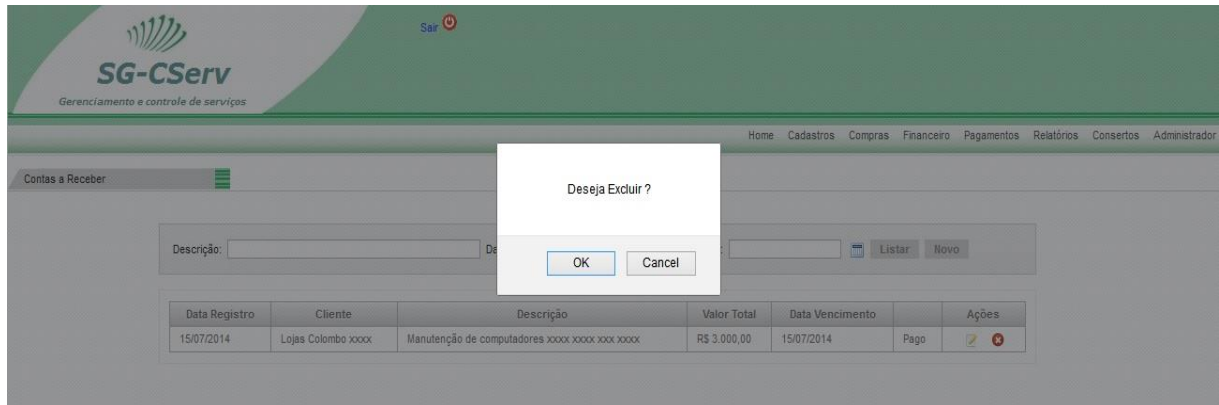 Sair
SG-CServ
Gerenciamento e controle de serviços
Home Cadastros Compras Financeiro Pagamentos Relatórios Consertos Administrador
Contas a Receber
Deseja Excluir ?
OK Cancel
Descrição: Da : Listar Novo
Data Registro Cliente Descrição Valor Total Data Vencimento Ações
15/07/2014 Lojas Colombo xxxx Manutenção de computadores xxxx xxxx xxx xxxx R$ 3.000,00 15/07/2014 Pago